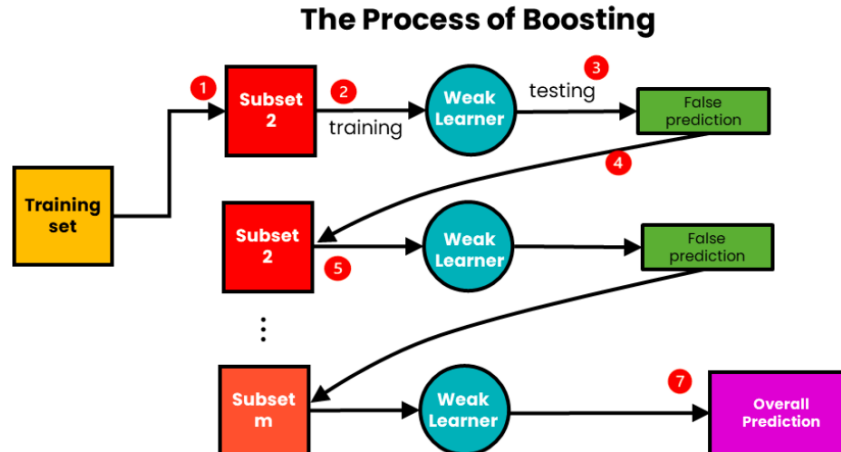 The Process of Boosting
1
Subset
2
2
training
Weak
Learner
3
testing
False
prediction
4
Training
set
Subset
2
5
Weak
Learner
False
prediction
Subset
m
Weak
Learner
7
Overall
Prediction